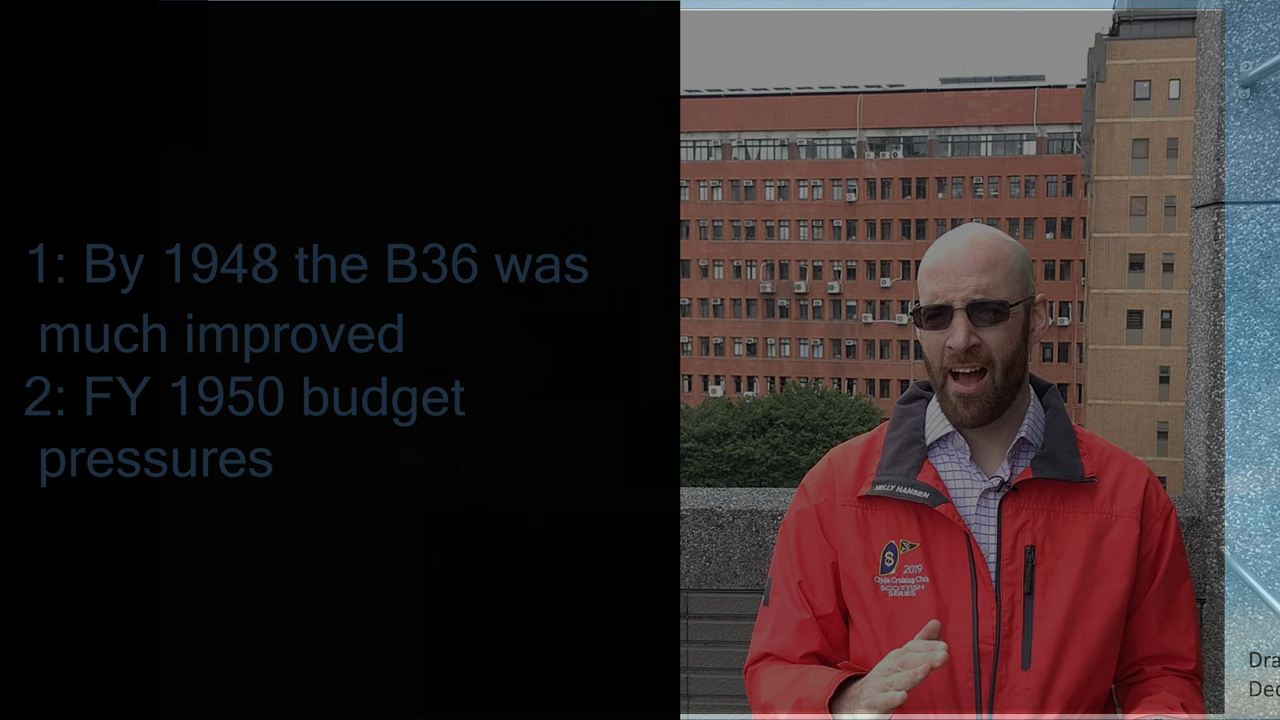 1: By 1948 the B36 was
much improved
2: FY 1950 budget
pressures
HELLY HANSEN
2019
Clyde Cruising Club
SCOTTISH
SERIES
Dra
Dec